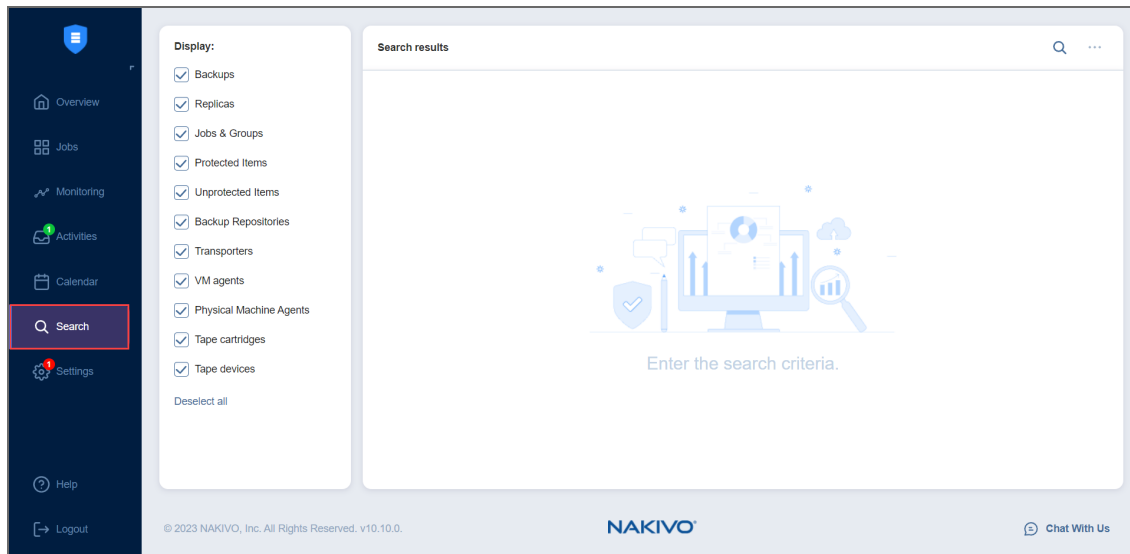 Overview
Jobs
Monitoring
1
Activities
Calendar
Search
1
Settings
Help
Logout
Display:
Backups
Replicas
Jobs & Groups
Protected Items
Unprotected Items
Backup Repositories
Transporters
VM agents
Physical Machine Agents
Tape cartridges
Tape devices
Deselect all
Search results
Enter the search criteria.
© 2023 NAKIVO, Inc. All Rights Reserved. v10.10.0.
NAKIVO®
Chat With Us